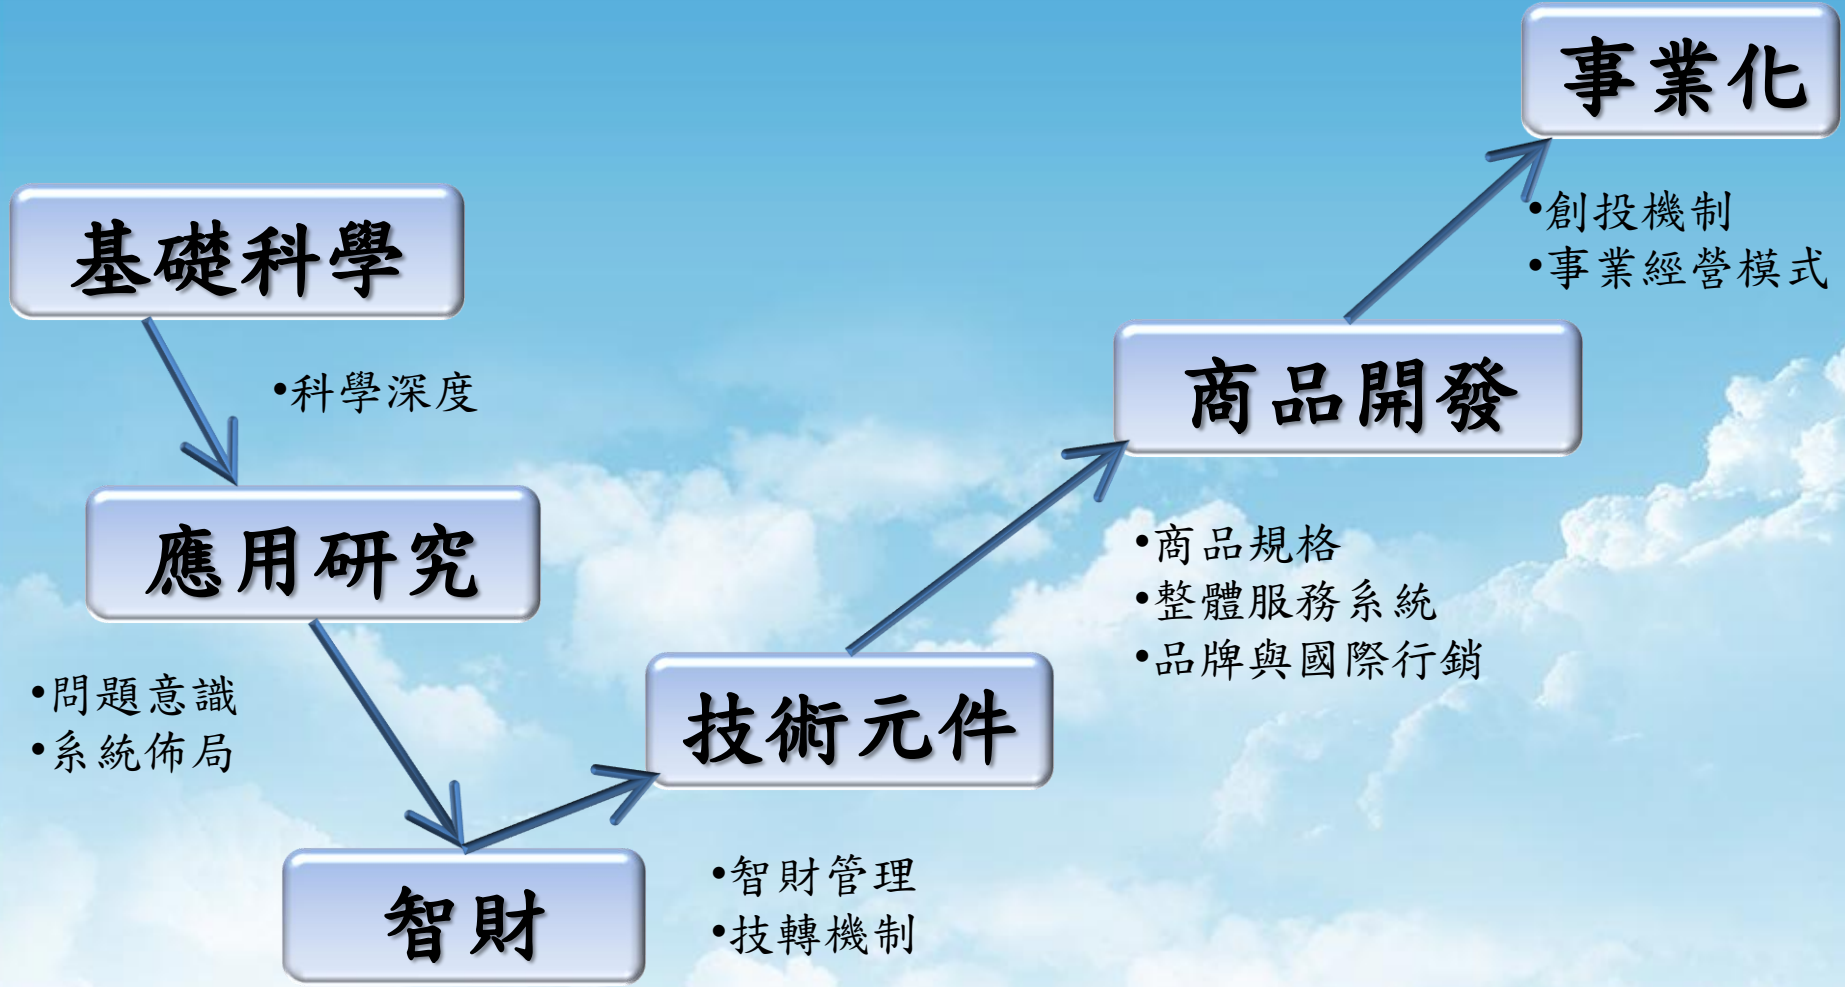 事業化
•創投機制
•事業經營模式
基礎科學
•科學深度
商品開發
•商品規格
•整體服務系統
•品牌與國際行銷
應用研究
•問題意識
•系統佈局
技術元件
智財
•智財管理
•技轉機制